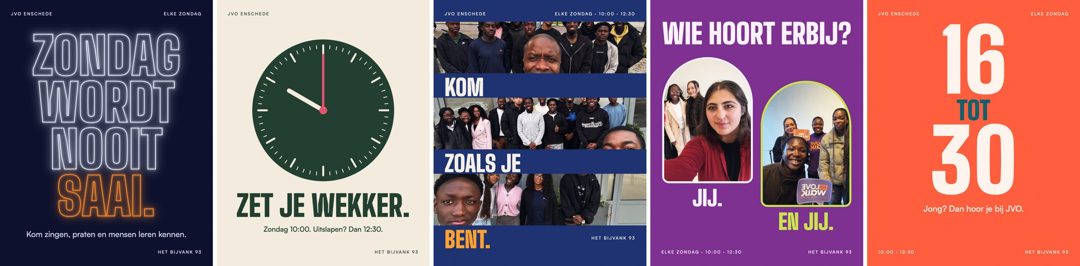 JVO ENSCHEDE
ELKE ZONDAG
ZONDAG
WORDT
NOOIT
SAAI.
Kom zingen, praten en mensen leren kennen.
HET BIJVANK 93
ZET JE WEKKER.
Zondag 10:00. Uitslapen? Dan 12:30.
HET BIJVANK 93
JVO ENSCHEDE
ELKE ZONDAG · 10:00 - 12:30
KOM
ZOALS JE
BENT.
HET BIJVANK 93
WIE HOORT ERBIJ?
JIJ.
EN JIJ.
ELKE ZONDAG · 10:00 - 12:30
HET BIJVANK 93
JVO ENSCHEDE
ELKE ZONDAG
16
TOT
30
Jong? Dan hoor je bij JVO.
10:00 - 12:30
HET BIJVANK 93